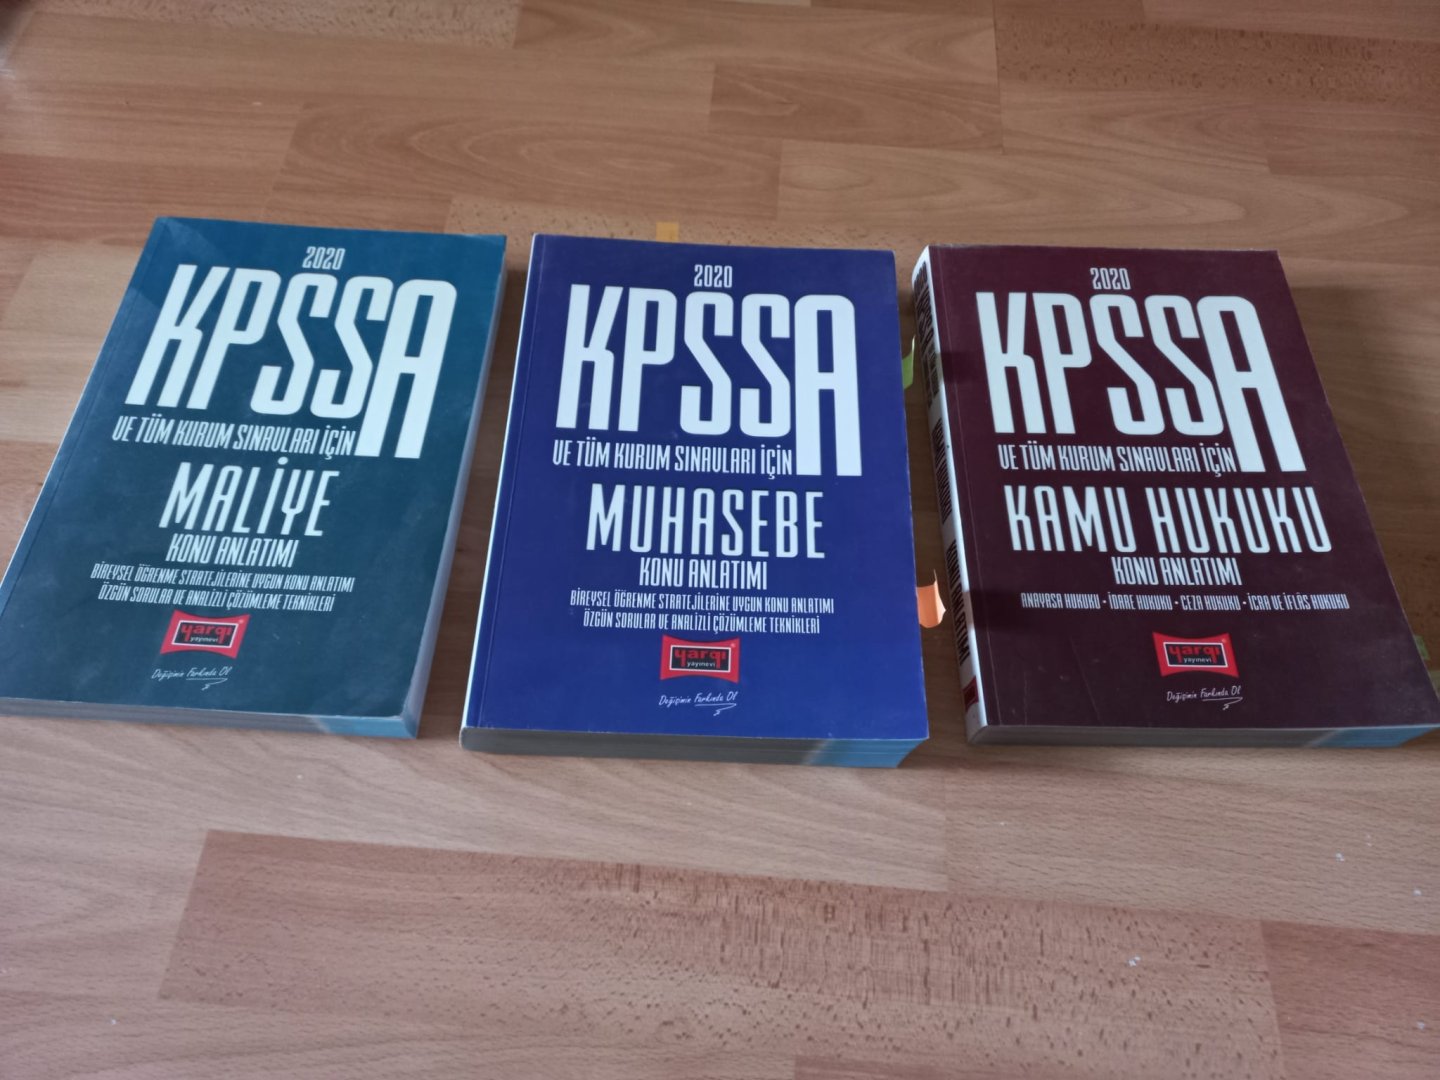 2020
KPSSA
VE TÜM KURUM SINAVLARI İÇİN
MALİYE
KONU ANLATIMI
BİREYSEL ÖĞRENME STRATEJİLERİNE UYGUN KONU ANLATIMI
ÖZGÜN SORULAR VE ANALİZLİ ÇÖZÜMLEME TEKNİKLERİ
yargı
yayınevi
Değişimin Farkında Ol
2020
KPSSA
VE TÜM KURUM SINAVLARI İÇİN
MUHASEBE
KONU ANLATIMI
BİREYSEL ÖĞRENME STRATEJİLERİNE UYGUN KONU ANLATIMI
ÖZGÜN SORULAR VE ANALİZLİ ÇÖZÜMLEME TEKNİKLERİ
yargı
yayınevi
Değişimin Farkında Ol
2020
KPSSA
VE TÜM KURUM SINAVLARI İÇİN
KAMU HUKUKU
KONU ANLATIMI
ANAYASA HUKUKU • İDARE HUKUKU • CEZA HUKUKU • İCRA VE İFLÂS HUKUKU
yargı
yayınevi
Değişimin Farkında Ol